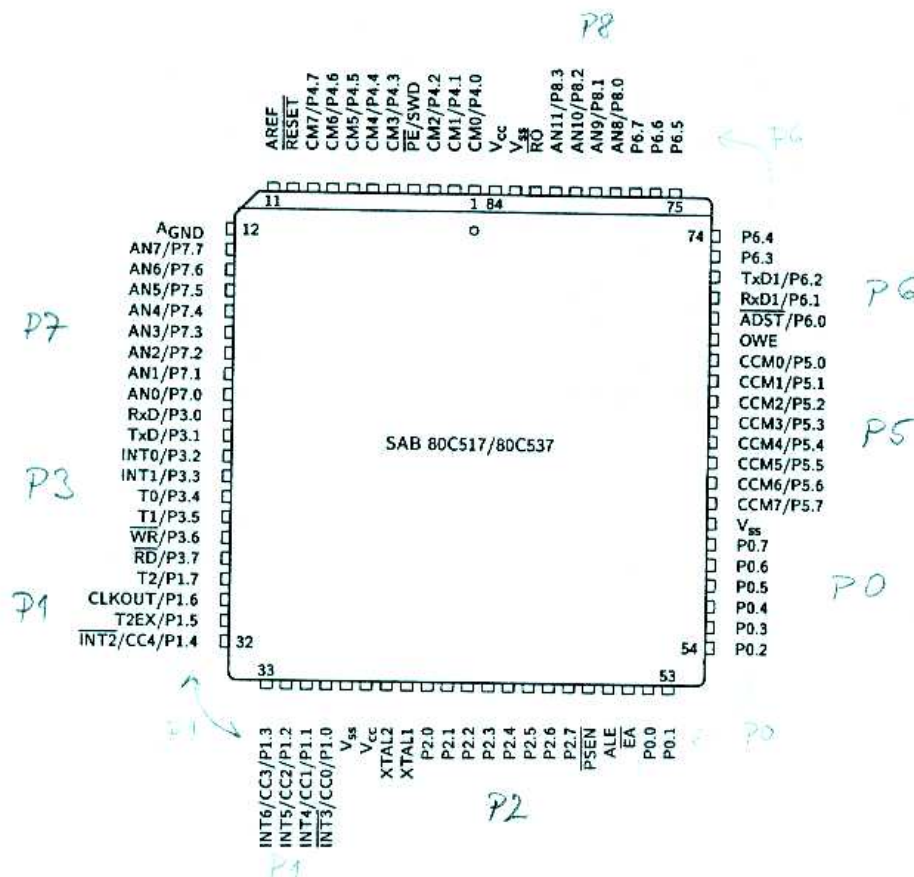 P8
AREF
RESET
CM7/P4.7
CM6/P4.6
CM5/P4.5
CM4/P4.4
CM3/P4.3
PE/SWD
CM2/P4.2
CM1/P4.1
CM0/P4.0
Vcc
Vss
RO
AN11/P8.3
AN10/P8.2
AN9/P8.1
AN8/P8.0
P6.7
P6.6
P6.5
P6
11
1 84
75
12
74
AGND
AN7/P7.7
AN6/P7.6
AN5/P7.5
AN4/P7.4
AN3/P7.3
AN2/P7.2
AN1/P7.1
AN0/P7.0
RxD/P3.0
TxD/P3.1
INT0/P3.2
INT1/P3.3
T0/P3.4
T1/P3.5
WR/P3.6
RD/P3.7
T2/P1.7
CLKOUT/P1.6
T2EX/P1.5
INT2/CC4/P1.4
P7
P3
P1
SAB 80C517/80C537
P6.4
P6.3
TxD1/P6.2
RxD1/P6.1
ADST/P6.0
OWE
CCM0/P5.0
CCM1/P5.1
CCM2/P5.2
CCM3/P5.3
CCM4/P5.4
CCM5/P5.5
CCM6/P5.6
CCM7/P5.7
Vss
P0.7
P0.6
P0.5
P0.4
P0.3
P0.2
P6
P5
P0
32
54
33
53
P1
INT6/CC3/P1.3
INT5/CC2/P1.2
INT4/CC1/P1.1
INT3/CC0/P1.0
Vss
Vcc
XTAL2
XTAL1
P2.0
P2.1
P2.2
P2.3
P2.4
P2.5
P2.6
P2.7
PSEN
ALE
EA
P0.0
P0.1
P0
P2
P1